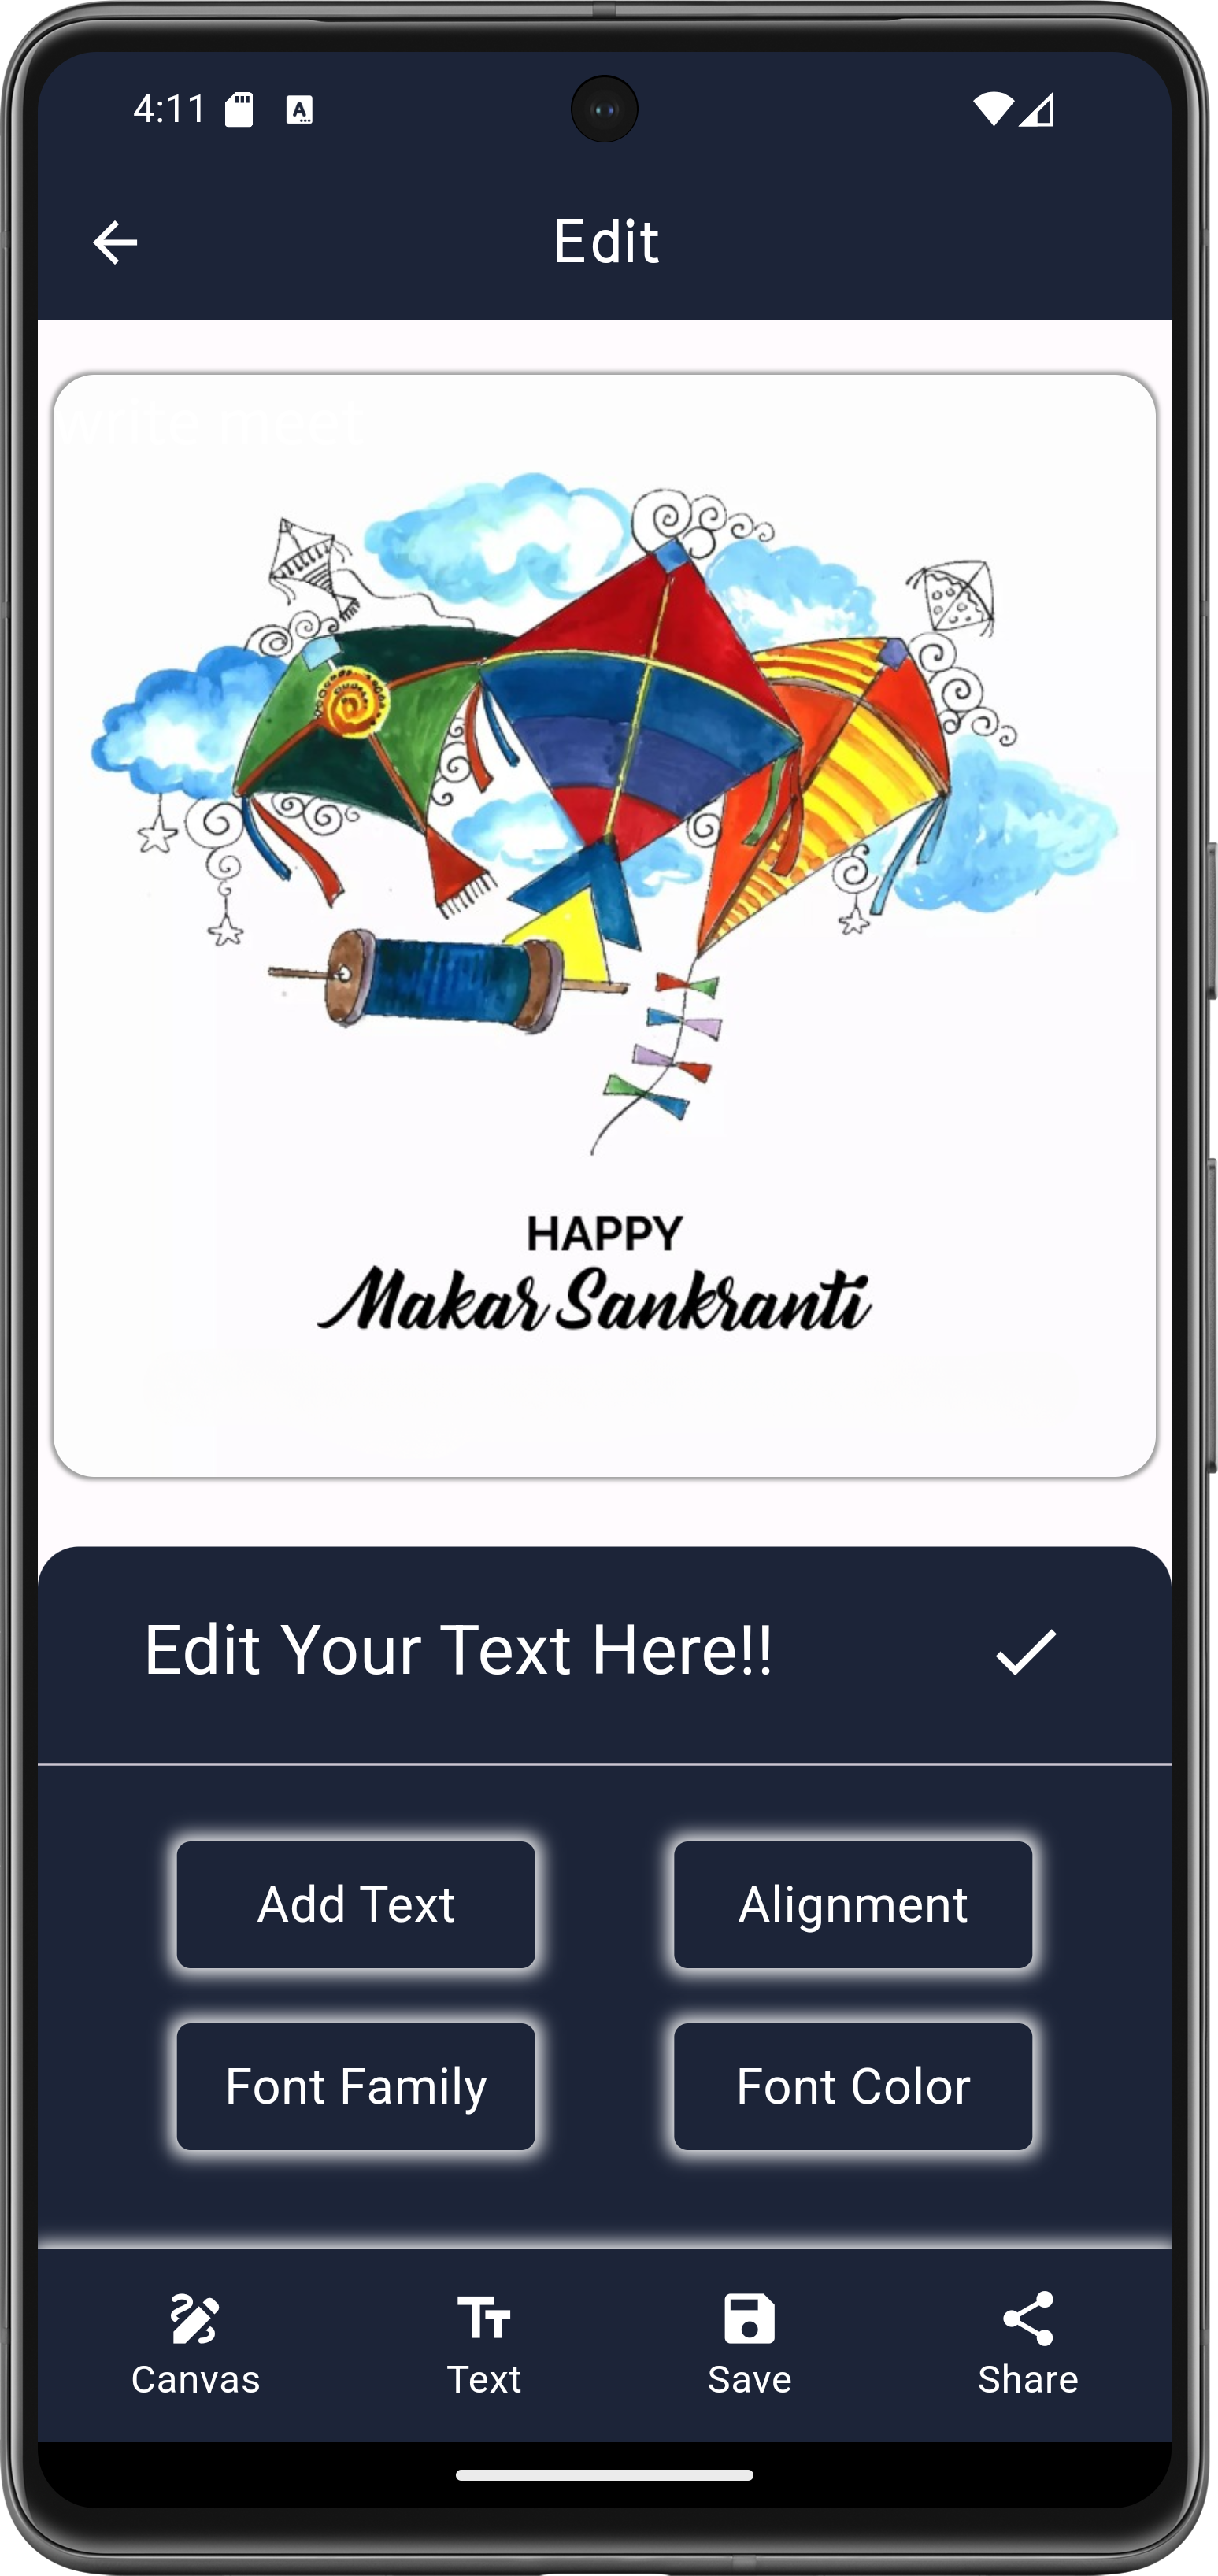 4:11
Edit
write meet
HAPPY
Makar Sankranti
Edit Your Text Here!!
Add Text
Alignment
Font Family
Font Color
Canvas
Text
Save
Share